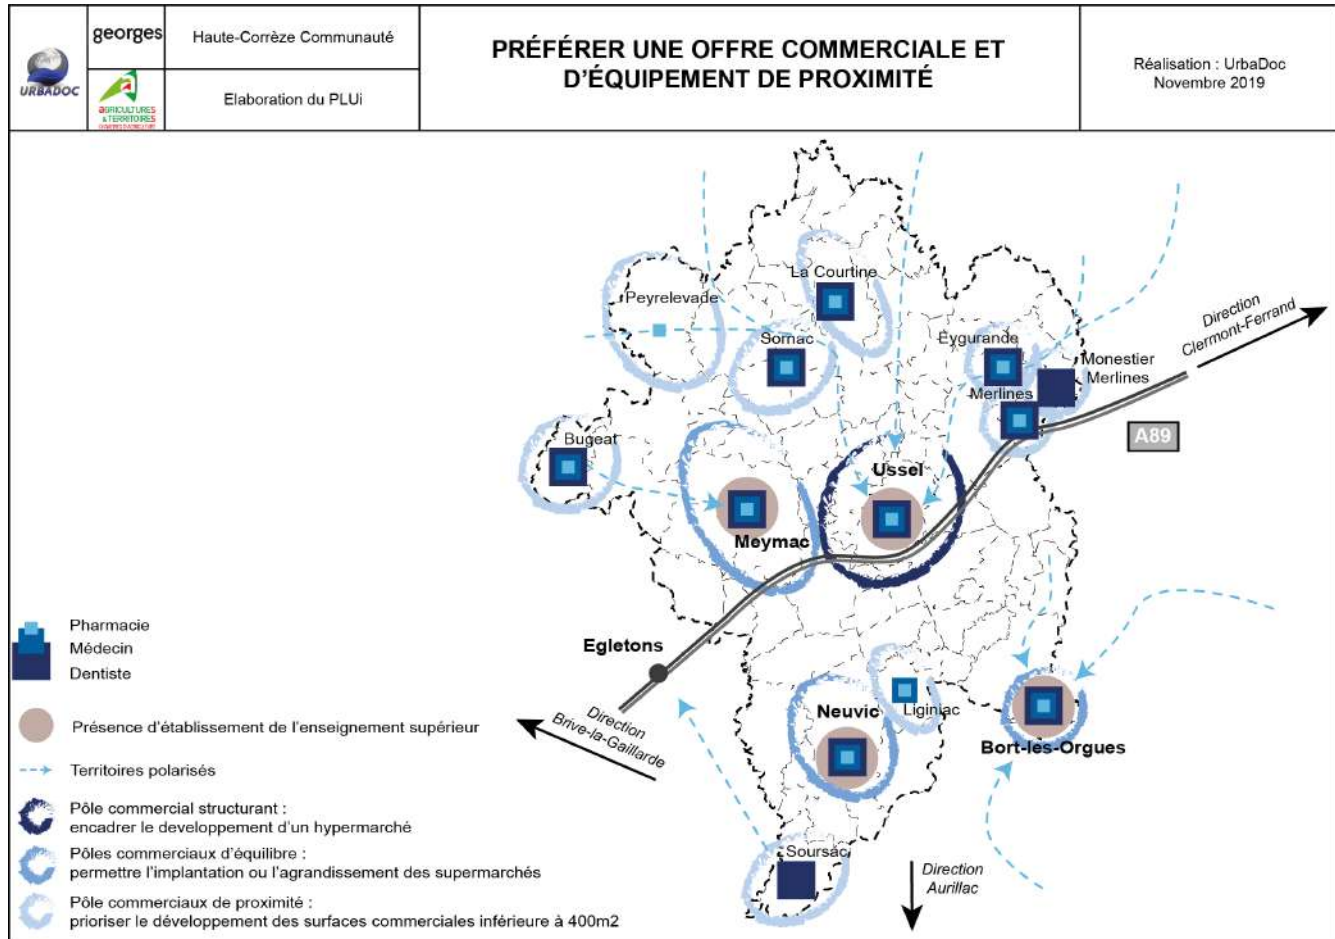 URBADOC
georges
AGRICULTURES
& TERRITOIRES
Haute-Corrèze Communauté
Elaboration du PLUi
PRÉFÉRER UNE OFFRE COMMERCIALE ET
D'ÉQUIPEMENT DE PROXIMITÉ
Réalisation : UrbaDoc
Novembre 2019
La Courtine
Peyrelevade
Sornac
Eygurande
Monestier
Merlines
Merlines
Direction
Clermont-Ferrand
A89
Bugeat
Ussel
Meymac
Egletons
Direction
Brive-la-Gaillarde
Neuvic
Liginiac
Bort-les-Orgues
Soursac
Direction
Aurillac
Pharmacie
Médecin
Dentiste
Présence d'établissement de l'enseignement supérieur
Territoires polarisés
Pôle commercial structurant :
encadrer le developpement d'un hypermarché
Pôles commerciaux d'équilibre :
permettre l'implantation ou l'agrandissement des supermarchés
Pôle commerciaux de proximité :
prioriser le développement des surfaces commerciales inférieure à 400m2